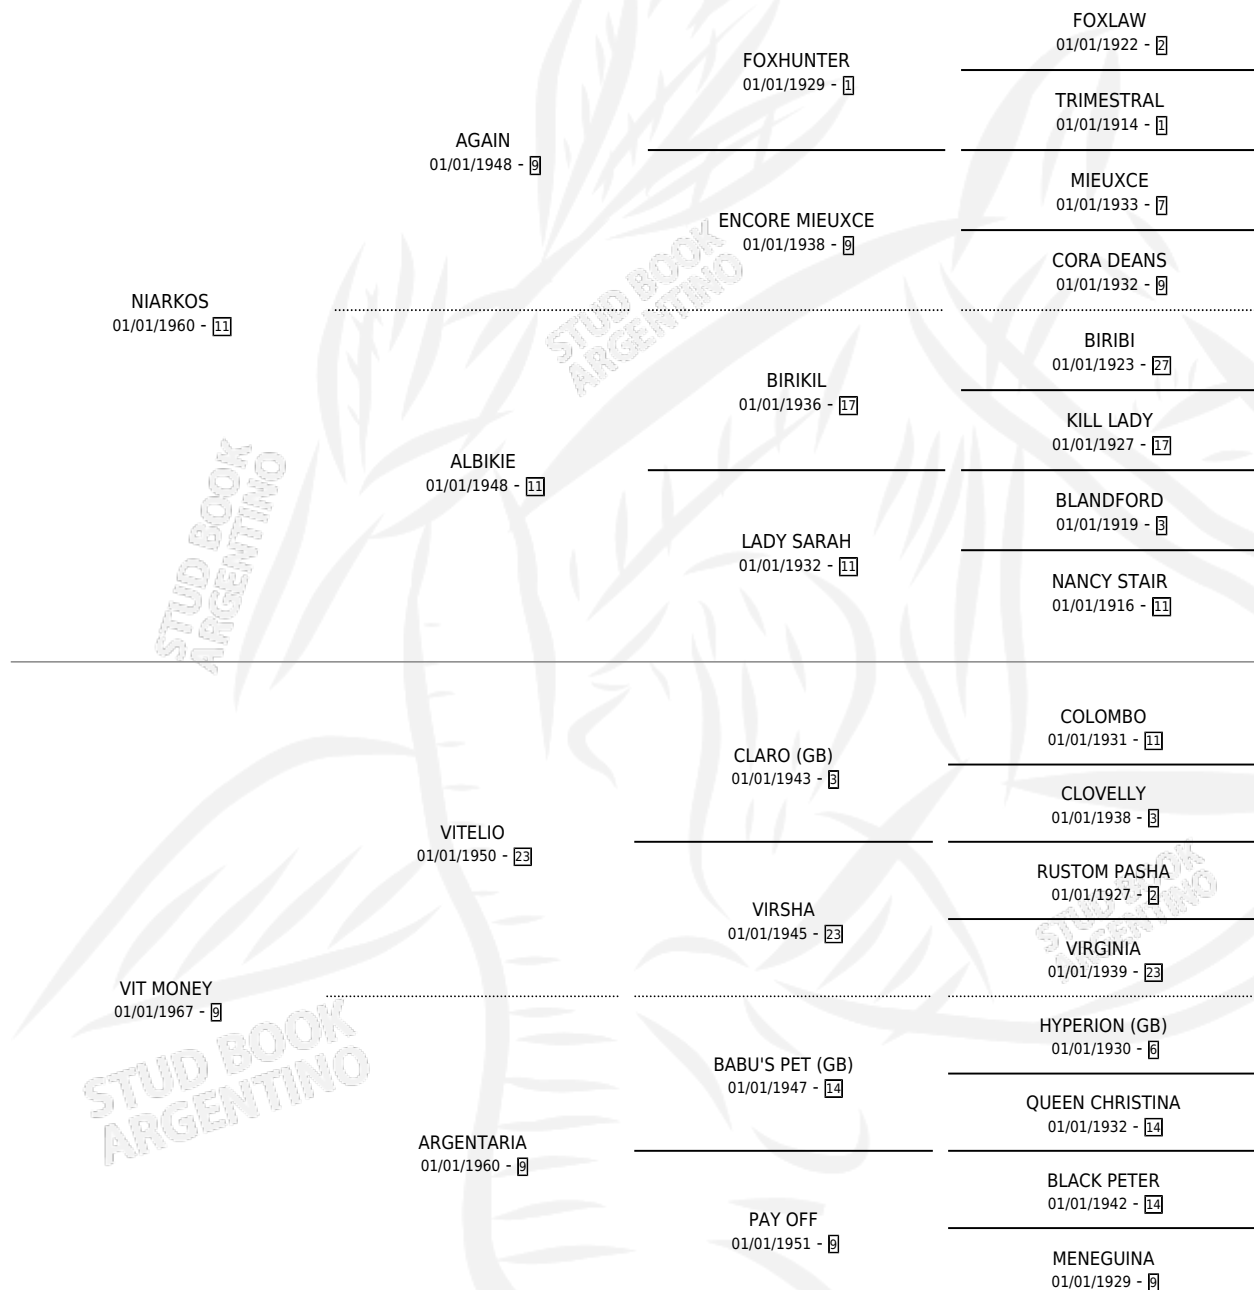 FOXLAW
01/01/1922 - 2
FOXHUNTER
01/01/1929 - 1
TRIMESTRAL
01/01/1914 - 1
AGAIN
01/01/1948 - 9
MIEUXCE
01/01/1933 - 7
ENCORE MIEUXCE
01/01/1938 - 9
CORA DEANS
01/01/1932 - 9
NIARKOS
01/01/1960 - 11
BIRIBI
01/01/1923 - 27
BIRIKIL
01/01/1936 - 17
KILL LADY
01/01/1927 - 17
ALBIKIE
01/01/1948 - 11
BLANDFORD
01/01/1919 - 3
LADY SARAH
01/01/1932 - 11
NANCY STAIR
01/01/1916 - 11
COLOMBO
01/01/1931 - 11
CLARO (GB)
01/01/1943 - 3
CLOVELLY
01/01/1938 - 3
VITELIO
01/01/1950 - 23
RUSTOM PASHA
01/01/1927 - 2
VIRSHA
01/01/1945 - 23
VIRGINIA
01/01/1939 - 23
VIT MONEY
01/01/1967 - 9
HYPERION (GB)
01/01/1930 - 6
BABU'S PET (GB)
01/01/1947 - 14
QUEEN CHRISTINA
01/01/1932 - 14
ARGENTARIA
01/01/1960 - 9
BLACK PETER
01/01/1942 - 14
PAY OFF
01/01/1951 - 9
MENEGUINA
01/01/1929 - 9
STUD BOOK
ARGENTINO
STUD BOOK
ARGENTINO
STUD BOOK
ARGENTINO
STUD BOOK
ARGENTINO